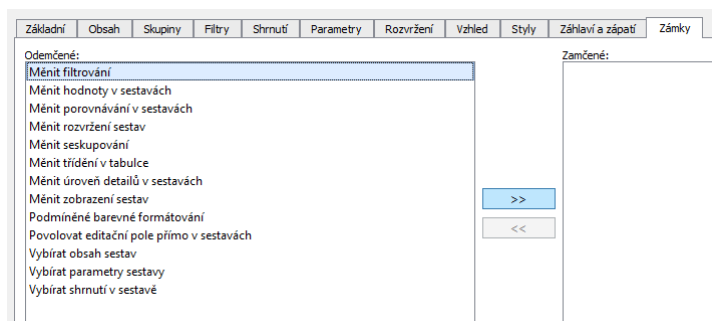 Základní Obsah Skupiny Filtry Shrnutí Parametry Rozvržení Vzhled Styly Záhlaví a zápatí Zámky
Odemčené: Zamčené:
Měnit filtrování
Měnit hodnoty v sestavách
Měnit porovnávání v sestavách
Měnit rozvržení sestav
Měnit seskupování
Měnit třídění v tabulce
Měnit úroveň detailů v sestavách
Měnit zobrazení sestav >>
Podmíněné barevné formátování
Povolovat editační pole přímo v sestavách <<
Vybírat obsah sestav
Vybírat parametry sestavy
Vybírat shrnutí v sestavě